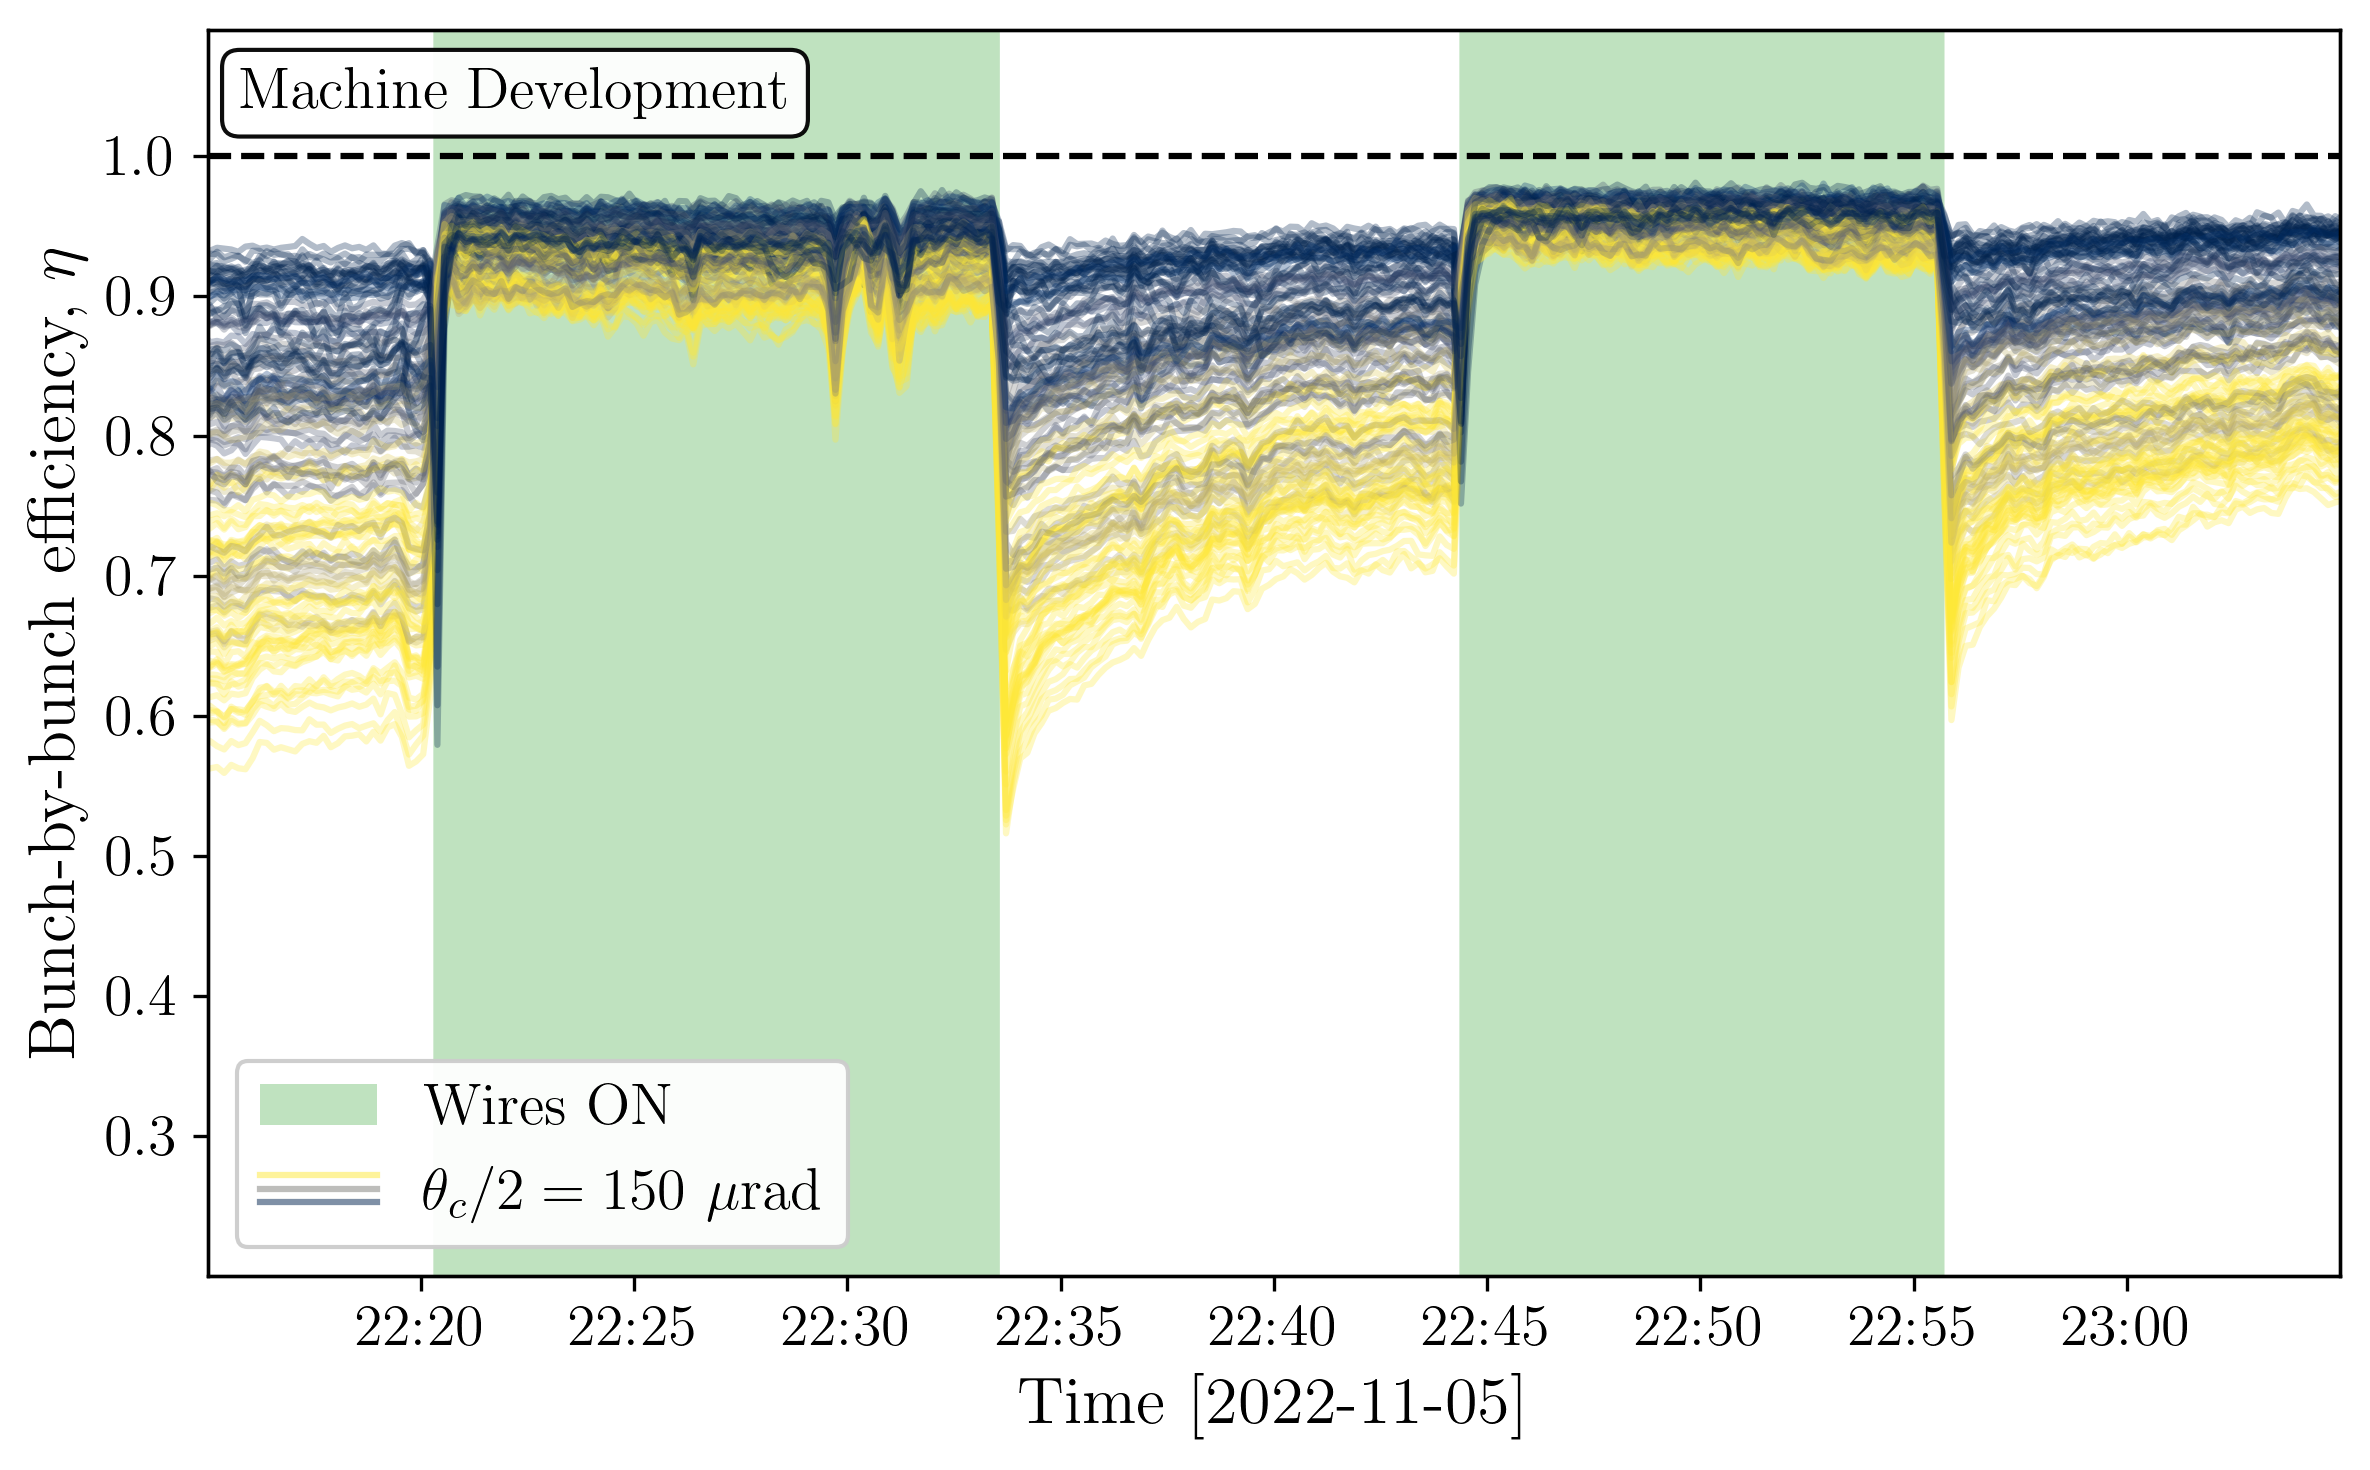 Machine Development
Bunch-by-bunch efficiency, η
1.0
0.9
0.8
0.7
0.6
0.5
0.4
0.3
Wires ON
θc/2 = 150 μrad
22:20 22:25 22:30 22:35 22:40 22:45 22:50 22:55 23:00
Time [2022-11-05]